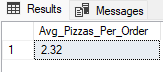 Results Messages
Avg_Pizzas_Per_Order
1 2.32